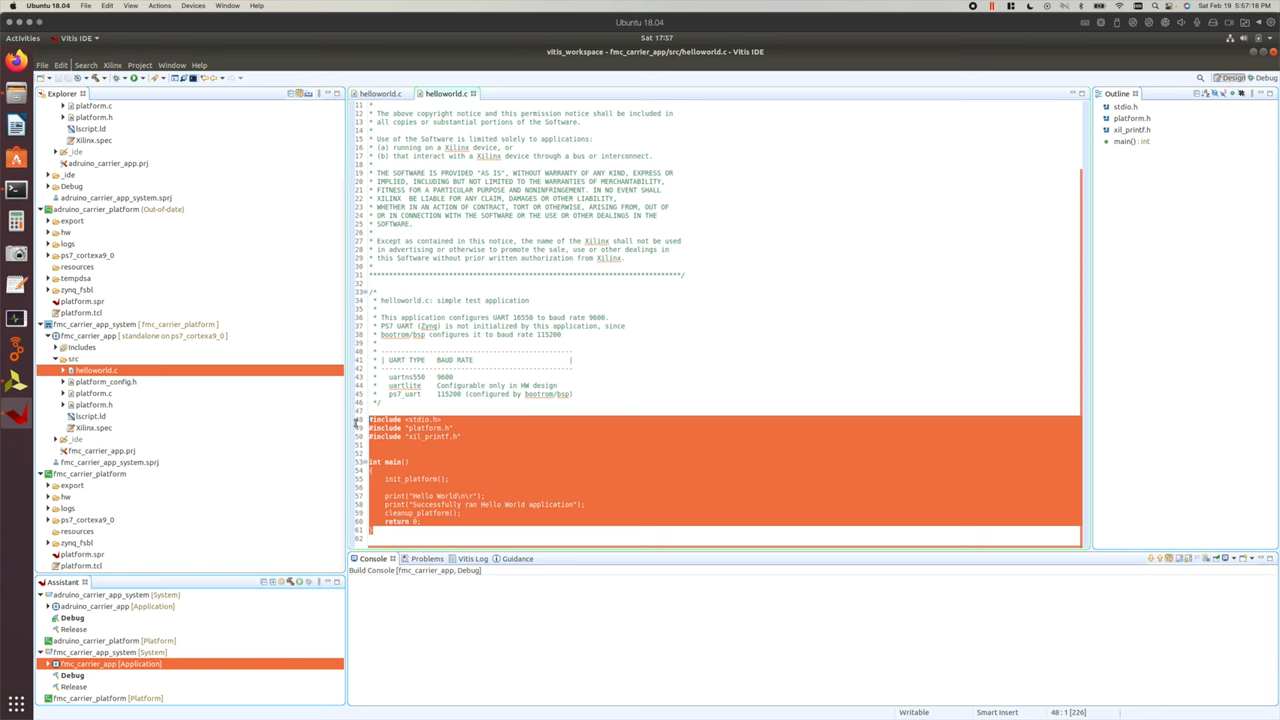 Ubuntu 18.04 File Edit View Actions Devices Window Help
Sat Feb 19 5:57:18 PM
Ubuntu 18.04
Activities
Vitis IDE
Sat 17:57
vitis_workspace - fmc_carrier_app/src/helloworld.c - Vitis IDE
File Edit Search Xilinx Project Window Help
Design Debug
Explorer
platform.c
platform.h
lscript.ld
Xilinx.spec
_ide
adruino_carrier_app.prj
_ide
Debug
adruino_carrier_app_system.sprj
adruino_carrier_platform (Out-of-date)
export
hw
logs
ps7_cortexa9_0
resources
tempdsa
zynq_fsbl
platform.spr
platform.tcl
fmc_carrier_app_system [ fmc_carrier_platform ]
fmc_carrier_app [ standalone on ps7_cortexa9_0 ]
Includes
src
helloworld.c
platform_config.h
platform.c
platform.h
lscript.ld
Xilinx.spec
_ide
fmc_carrier_app.prj
fmc_carrier_app_system.sprj
fmc_carrier_platform
export
hw
logs
ps7_cortexa9_0
resources
zynq_fsbl
platform.spr
platform.tcl
Assistant
adruino_carrier_app_system [System]
adruino_carrier_app [Application]
Debug
Release
adruino_carrier_platform [Platform]
fmc_carrier_app_system [System]
fmc_carrier_app [Application]
Debug
Release
fmc_carrier_platform [Platform]
helloworld.c helloworld.c
11 *
12 * The above copyright notice and this permission notice shall be included in
13 * all copies or substantial portions of the Software.
14 *
15 * Use of the Software is limited solely to applications:
16 * (a) running on a Xilinx device, or
17 * (b) that interact with a Xilinx device through a bus or interconnect.
18 *
19 * THE SOFTWARE IS PROVIDED "AS IS", WITHOUT WARRANTY OF ANY KIND, EXPRESS OR
20 * IMPLIED, INCLUDING BUT NOT LIMITED TO THE WARRANTIES OF MERCHANTABILITY,
21 * FITNESS FOR A PARTICULAR PURPOSE AND NONINFRINGEMENT. IN NO EVENT SHALL
22 * XILINX BE LIABLE FOR ANY CLAIM, DAMAGES OR OTHER LIABILITY,
23 * WHETHER IN AN ACTION OF CONTRACT, TORT OR OTHERWISE, ARISING FROM, OUT OF
24 * OR IN CONNECTION WITH THE SOFTWARE OR THE USE OR OTHER DEALINGS IN THE
25 * SOFTWARE.
26 *
27 * Except as contained in this notice, the name of the Xilinx shall not be used
28 * in advertising or otherwise to promote the sale, use or other dealings in
29 * this Software without prior written authorization from Xilinx.
30 *
31 ******************************************************************************/
32
33 /*
34 * helloworld.c: simple test application
35 *
36 * This application configures UART 16550 to baud rate 9600.
37 * PS7 UART (Zynq) is not initialized by this application, since
38 * bootrom/bsp configures it to baud rate 115200
39 *
40 * ------------------------------------------------
41 * | UART TYPE BAUD RATE |
42 * ------------------------------------------------
43 * uartns550 9600
44 * uartlite Configurable only in HW design
45 * ps7_uart 115200 (configured by bootrom/bsp)
46 */
47
48 #include <stdio.h>
49 #include "platform.h"
50 #include "xil_printf.h"
51
52
53 int main()
54 {
55 init_platform();
56
57 print("Hello World\n\r");
58 print("Successfully ran Hello World application");
59 cleanup_platform();
60 return 0;
61 }
62
Console Problems Vitis Log Guidance
Build Console [fmc_carrier_app, Debug]
Outline
stdio.h
platform.h
xil_printf.h
main() : int
Writable
Smart Insert
48 : 1 [226]